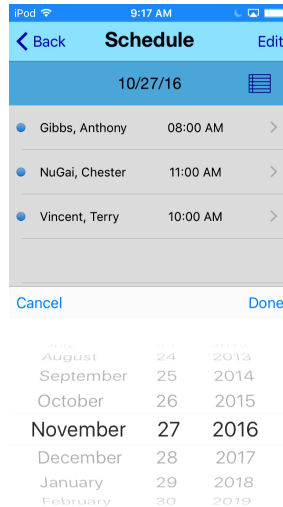 iPod 9:17 AM
Back Schedule Edit
10/27/16
Gibbs, Anthony 08:00 AM
NuGai, Chester 11:00 AM
Vincent, Terry 10:00 AM
Cancel Done
August 24 2013
September 25 2014
October 26 2015
November 27 2016
December 28 2017
January 29 2018
February 30 2019